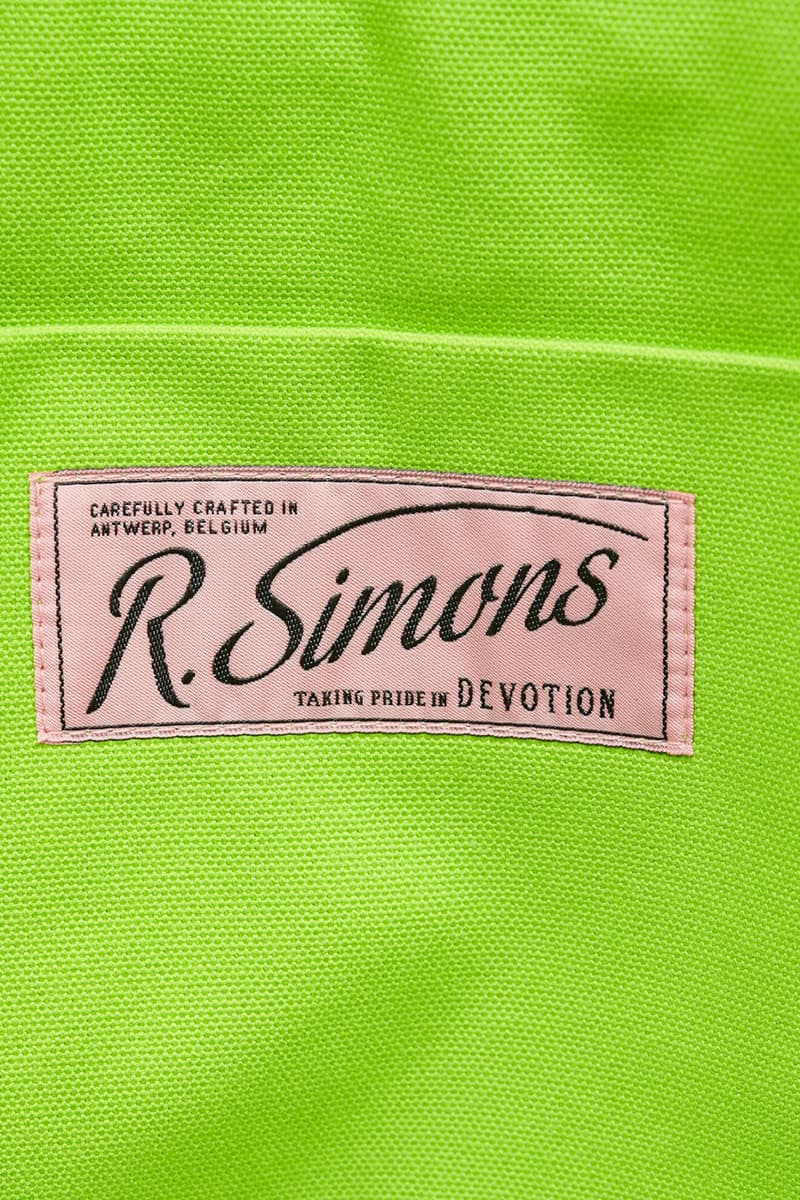 CAREFULLY CRAFTED IN
ANTWERP, BELGIUM
R. Simons
TAKING PRIDE IN DEVOTION